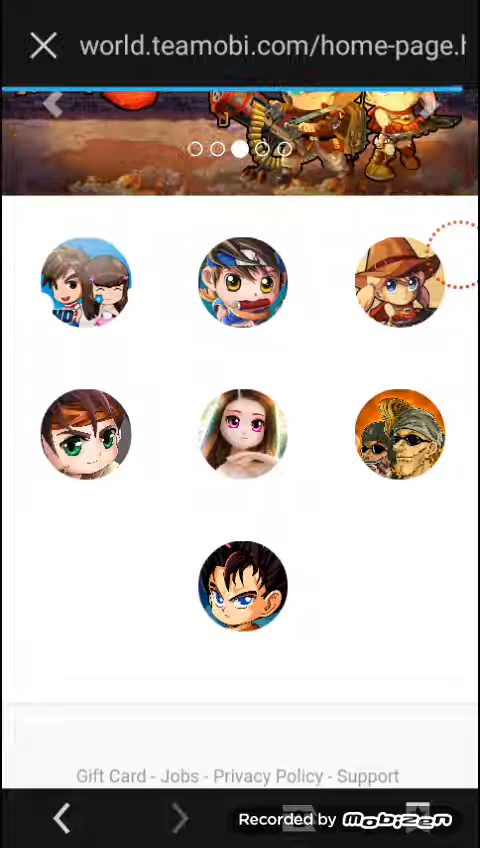 world.teamobi.com/home-page.h
Gift Card - Jobs - Privacy Policy - Support
Recorded by Mobizen